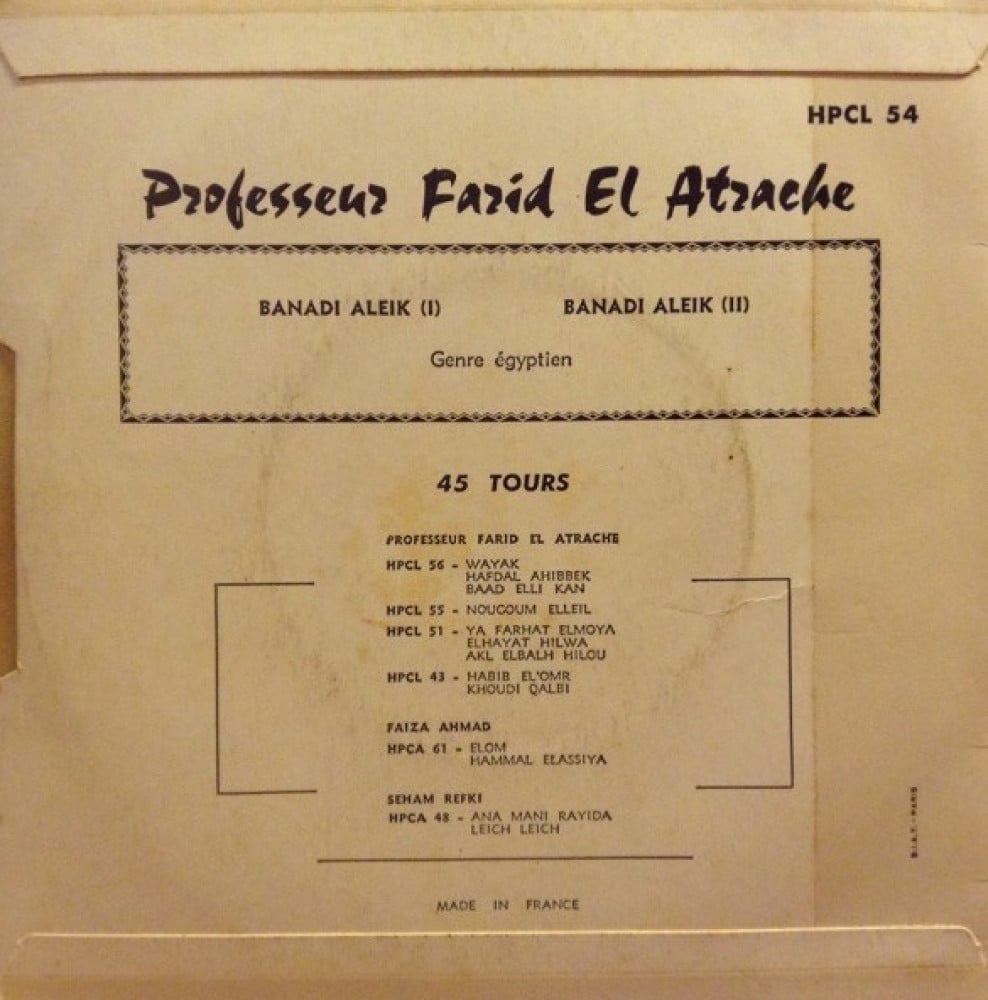 HPCL 54
Professeur Farid El Atrache
BANADI ALEIK (I) BANADI ALEIK (II)
Genre égyptien
45 TOURS
PROFESSEUR FARID EL ATRACHE
HPCL 56 - WAYAK
HAFDAL AHIBBEK
BAAD ELLI KAN
HPCL 55 - NOUGOUM ELLEIL
HPCL 51 - YA FARHAT ELMOYA
ELHAYAT HILWA
AKL ELBALH HILOU
HPCL 43 - HABIB EL'OMR
KHOUDI QALBI
FAIZA AHMAD
HPCA 61 - ELOM
HAMMAL ELASSIYA
SEHAM REFKI
HPCA 48 - ANA MANI RAYIDA
LEICH LEICH
MADE IN FRANCE
PARIS